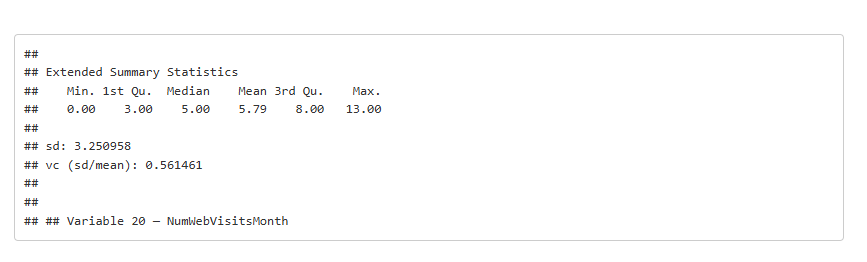 ##
## Extended Summary Statistics
##    Min. 1st Qu.  Median    Mean 3rd Qu.    Max.
##    0.00    3.00    5.00    5.79    8.00   13.00
##
## sd: 3.250958
## vc (sd/mean): 0.561461
##
##
## ## Variable 20 — NumWebVisitsMonth